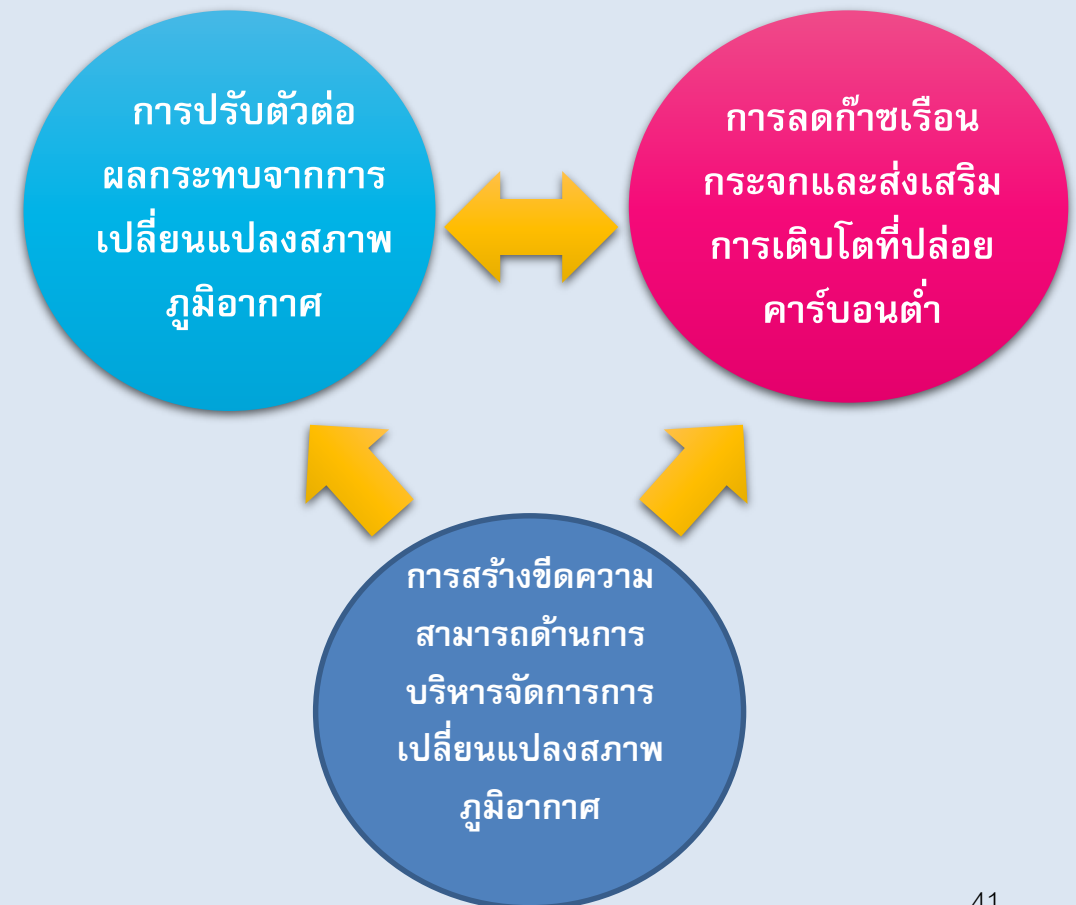 การปรับตัวต่อ
ผลกระทบจากการ
เปลี่ยนแปลงสภาพ
ภูมิอากาศ
การลดก๊าซเรือน
กระจกและส่งเสริม
การเติบโตที่ปล่อย
คาร์บอนต่ำ
การสร้างขีดความ
สามารถด้านการ
บริหารจัดการการ
เปลี่ยนแปลงสภาพ
ภูมิอากาศ
41